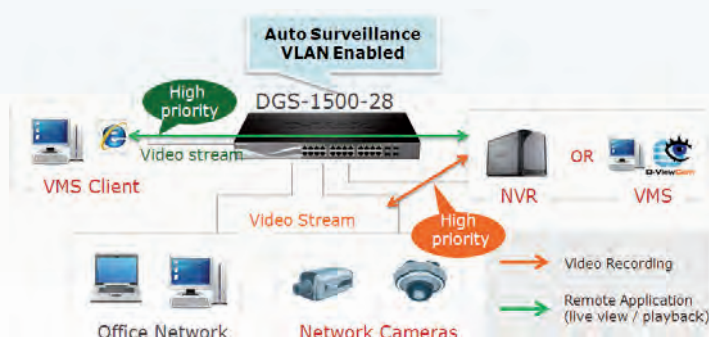 Auto Surveillance
VLAN Enabled
High
priority
DGS-1500-28
Video stream
VMS Client
NVR
OR
D-ViewCam
VMS
Video Stream
High
priority
Office Network
Network Cameras
Video Recording
Remote Application
(live view / playback)